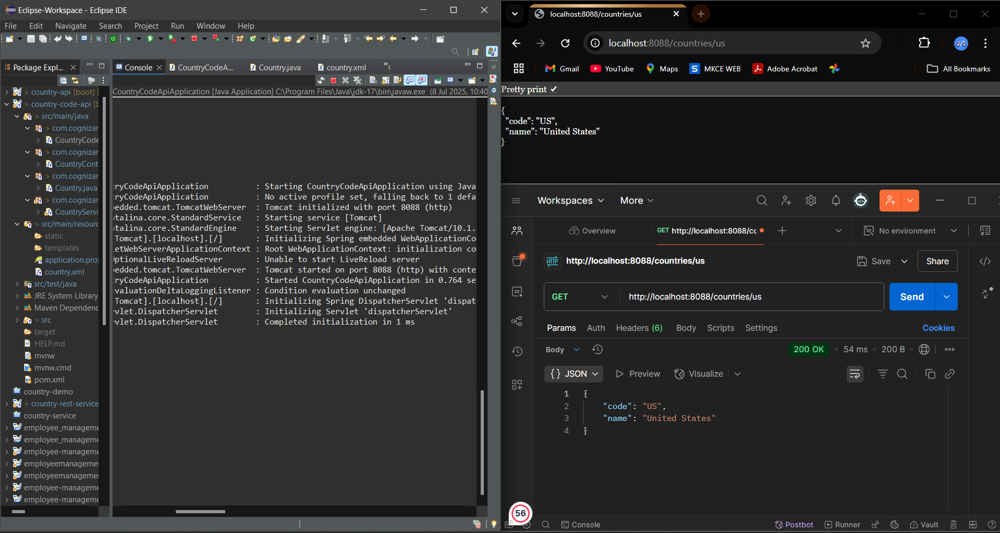 Eclipse-Workspace - Eclipse IDE
File Edit Navigate Search Project Run Window Help
Package Expl...
> country-api [boot] [
> country-code-api [b
> src/main/java
> com.cognizar
CountryCode
> com.cognizar
CountryCont
> com.cognizar
Country.java
> com.cognizar
CountryServi
> src/main/resourc
static
templates
application.prop
country.xml
src/test/java
JRE System Library
Maven Dependenc
> src
target
HELP.md
mvnw
mvnw.cmd
pom.xml
country-demo
> country-rest-service
country-service
employee_manageme
employee_manageme
employee-manageme
employeemanagemer
employeemanagemer
employee-manageme
employee-manageme
Console CountryCodeA... Country.java country.xml »3
CountryCodeApiApplication [Java Application] C:\Program Files\Java\jdk-17\bin\javaw.exe (8 Jul 2025, 10:40
ryCodeApiApplication : Starting CountryCodeApiApplication using Java
ryCodeApiApplication : No active profile set, falling back to 1 defa
edded.tomcat.TomcatWebServer : Tomcat initialized with port 8088 (http)
atalina.core.StandardService : Starting service [Tomcat]
atalina.core.StandardEngine : Starting Servlet engine: [Apache Tomcat/10.1.
Tomcat].[localhost].[/] : Initializing Spring embedded WebApplicationCo
etWebServerApplicationContext : Root WebApplicationContext: initialization co
OptionalLiveReloadServer : Unable to start LiveReload server
edded.tomcat.TomcatWebServer : Tomcat started on port 8088 (http) with conte
ryCodeApiApplication : Started CountryCodeApiApplication in 0.764 se
EvaluationDeltaLoggingListener : Condition evaluation unchanged
Tomcat].[localhost].[/] : Initializing Spring DispatcherServlet 'dispat
vlet.DispatcherServlet : Initializing Servlet 'dispatcherServlet'
vlet.DispatcherServlet : Completed initialization in 1 ms
localhost:8088/countries/us
localhost:8088/countries/us
Gmail YouTube Maps S MKCE WEB Adobe Acrobat All Bookmarks
Pretty print
{
"code": "US",
"name": "United States"
}
Workspaces More
Overview GET http://localhost:8088/cc No environment
HTTP http://localhost:8088/countries/us Save Share
GET http://localhost:8088/countries/us Send
Params Auth Headers (6) Body Scripts Settings Cookies
Body 200 OK 54 ms 200 B
{} JSON Preview Visualize
1 {
2 "code": "US",
3 "name": "United States"
4 }
56
Console Postbot Runner Vault